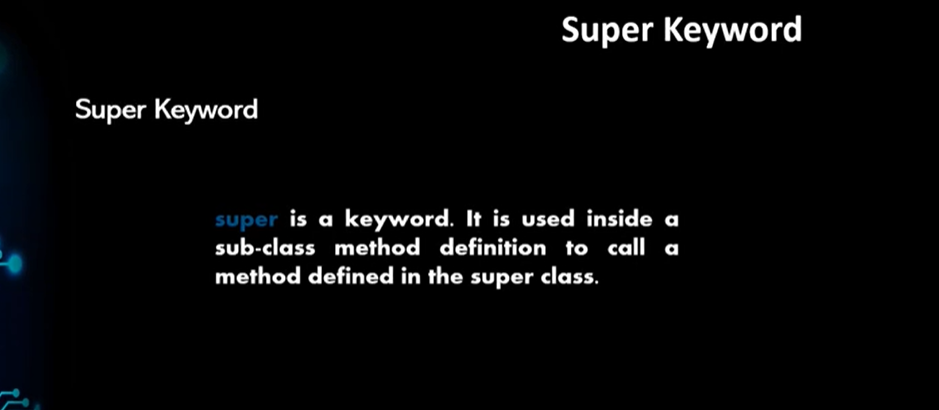 Super Keyword
Super Keyword
super is a keyword. It is used inside a
sub-class method definition to call a
method defined in the super class.